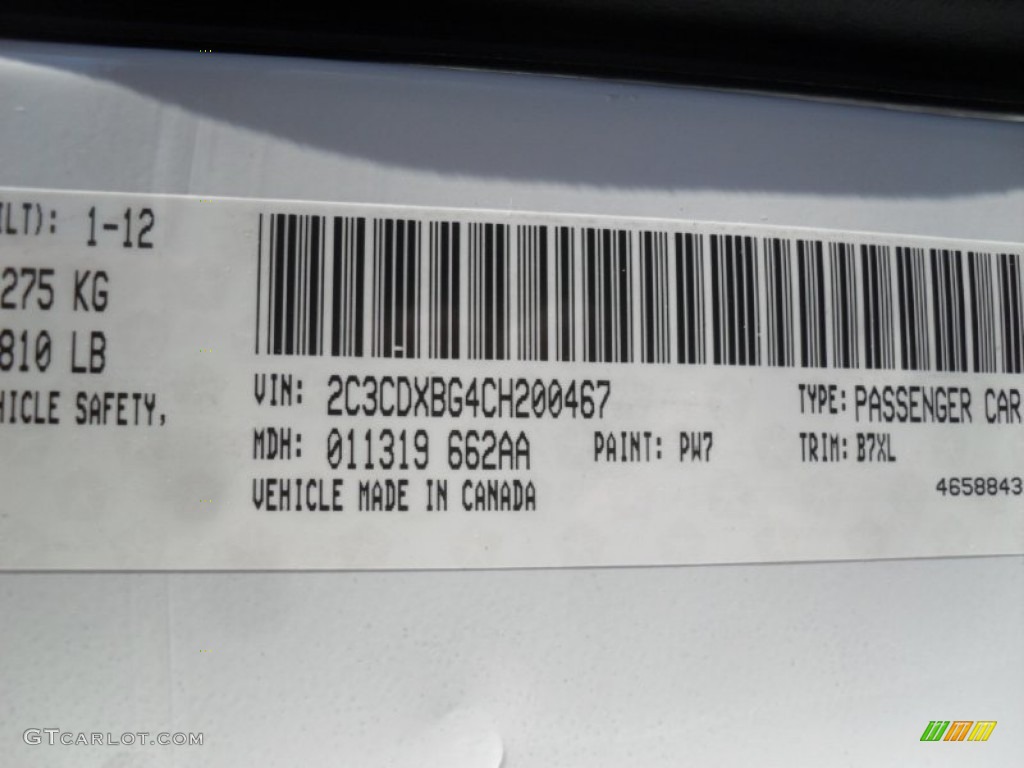 ILT): 1-12
275 KG
810 LB
HICLE SAFETY,
VIN: 2C3CDXBG4CH200467
TYPE: PASSENGER CAR
MDH: 011319 662AA
PAINT: PW7
TRIM: B7XL
VEHICLE MADE IN CANADA
4658843
GTCARLOT.COM